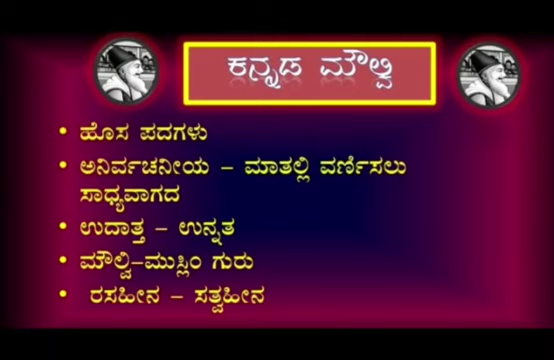 ಕನ್ನಡ ಮೌಲ್ವಿ
• ಹೊಸ ಪದಗಳು
• ಅನಿರ್ವಚನೀಯ – ಮಾತಲ್ಲಿ ವರ್ಣಿಸಲು
ಸಾಧ್ಯವಾಗದ
• ಉದಾತ್ತ – ಉನ್ನತ
• ಮೌಲ್ವಿ-ಮುಸ್ಲಿಂ ಗುರು
• ರಸಹೀನ – ಸತ್ವಹೀನ